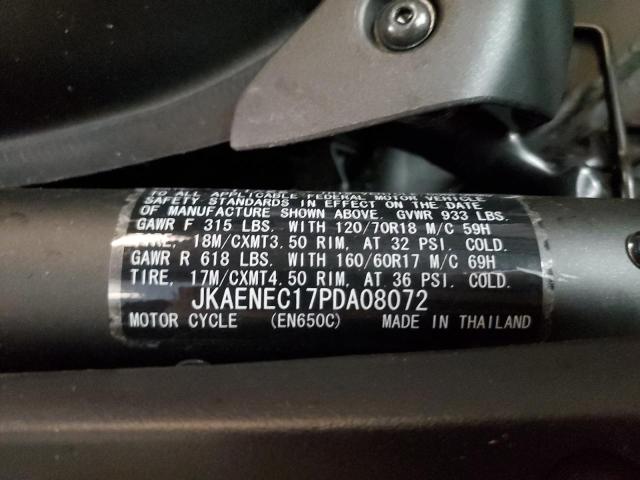 TO ALL APPLICABLE FEDERAL MOTOR VEHICLE
SAFETY STANDARDS IN EFFECT ON THE DATE
OF MANUFACTURE SHOWN ABOVE. GVWR 933 LBS.
GAWR F 315 LBS. WITH 120/70R18 M/C 59H
TIRE, 18M/CXMT3.50 RIM, AT 32 PSI. COLD.
GAWR R 618 LBS. WITH 160/60R17 M/C 69H
TIRE, 17M/CXMT4.50 RIM, AT 36 PSI. COLD.
JKAENEC17PDA08072
MOTOR CYCLE (EN650C) MADE IN THAILAND